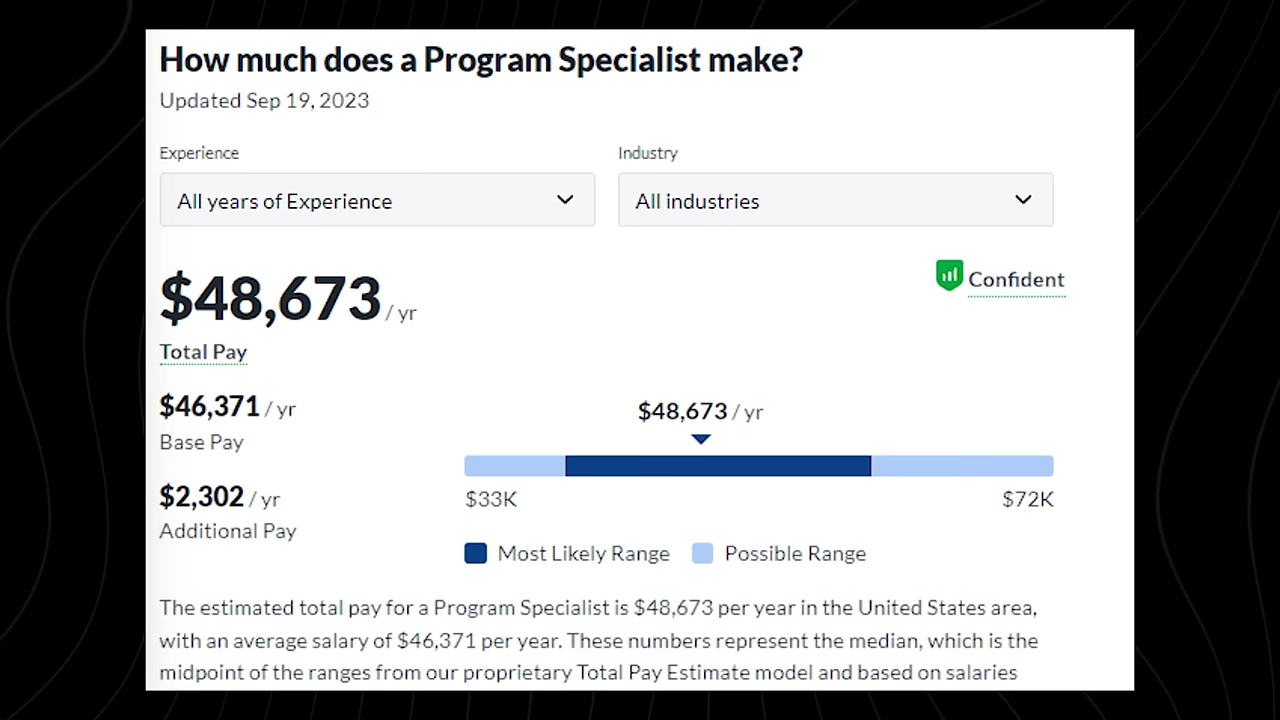 How much does a Program Specialist make?
Updated Sep 19, 2023
Experience
Industry
All years of Experience
All industries
$48,673 / yr
Confident
Total Pay
$46,371 / yr
Base Pay
$2,302 / yr
Additional Pay
$48,673 / yr
$33K
$72K
Most Likely Range
Possible Range
The estimated total pay for a Program Specialist is $48,673 per year in the United States area,
with an average salary of $46,371 per year. These numbers represent the median, which is the
midpoint of the ranges from our proprietary Total Pay Estimate model and based on salaries